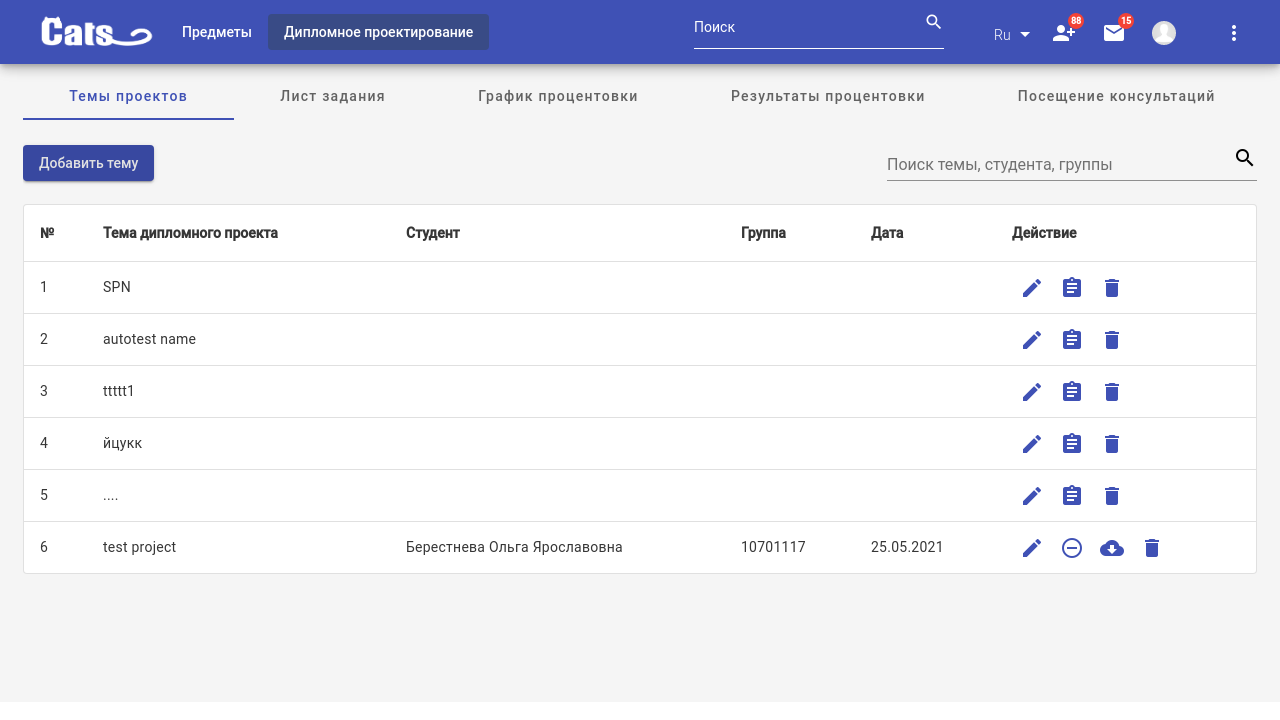 Cats
Предметы
Дипломное проектирование
Поиск
Ru
88
15
Темы проектов
Лист задания
График процентовки
Результаты процентовки
Посещение консультаций
Добавить тему
Поиск темы, студента, группы
№ Тема дипломного проекта Студент Группа Дата Действие
1 SPN
2 autotest name
3 ttttt1
4 йцукк
5 ....
6 test project Берестнева Ольга Ярославовна 10701117 25.05.2021